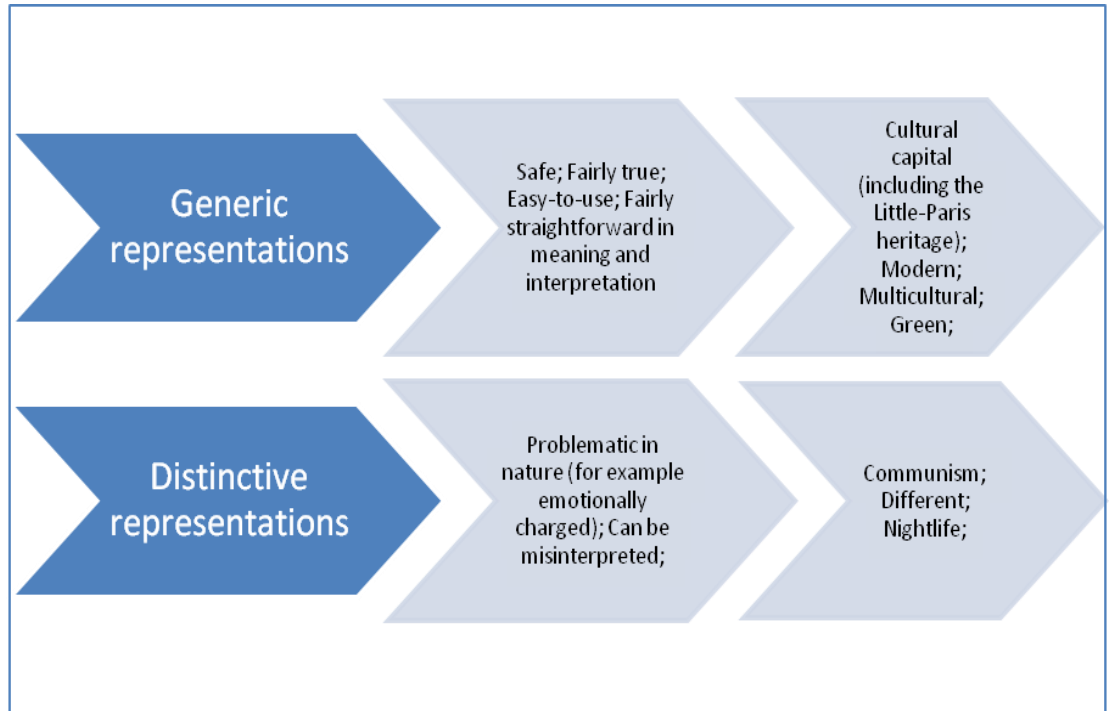 Generic
representations
Safe; Fairly true;
Easy-to-use; Fairly
straightforward in
meaning and
interpretation
Cultural
capital
(including the
Little-Paris
heritage);
Modern;
Multicultural;
Green;
Distinctive
representations
Problematic in
nature (for example
emotionally
charged); Can be
misinterpreted;
Communism;
Different;
Nightlife;